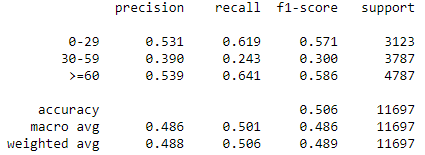 precision recall f1-score support
0-29 0.531 0.619 0.571 3123
30-59 0.390 0.243 0.300 3787
>=60 0.539 0.641 0.586 4787
accuracy 0.506 11697
macro avg 0.486 0.501 0.486 11697
weighted avg 0.488 0.506 0.489 11697